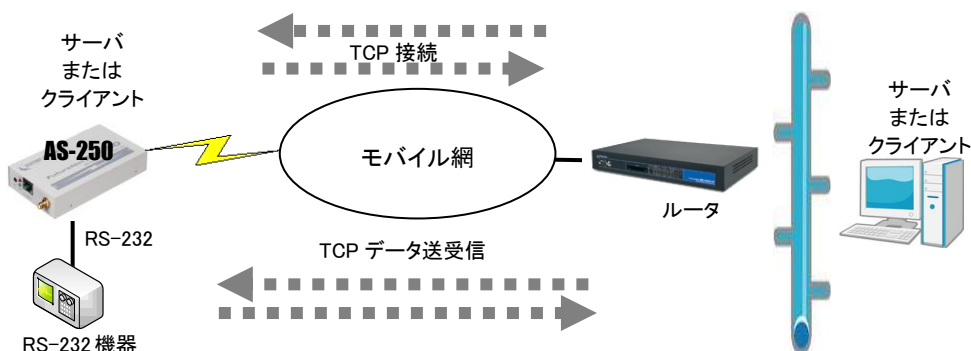 サーバ
または
クライアント
AS-250
RS-232
RS-232 機器
TCP 接続
モバイル網
TCP データ送受信
ルータ
サーバ
または
クライアント